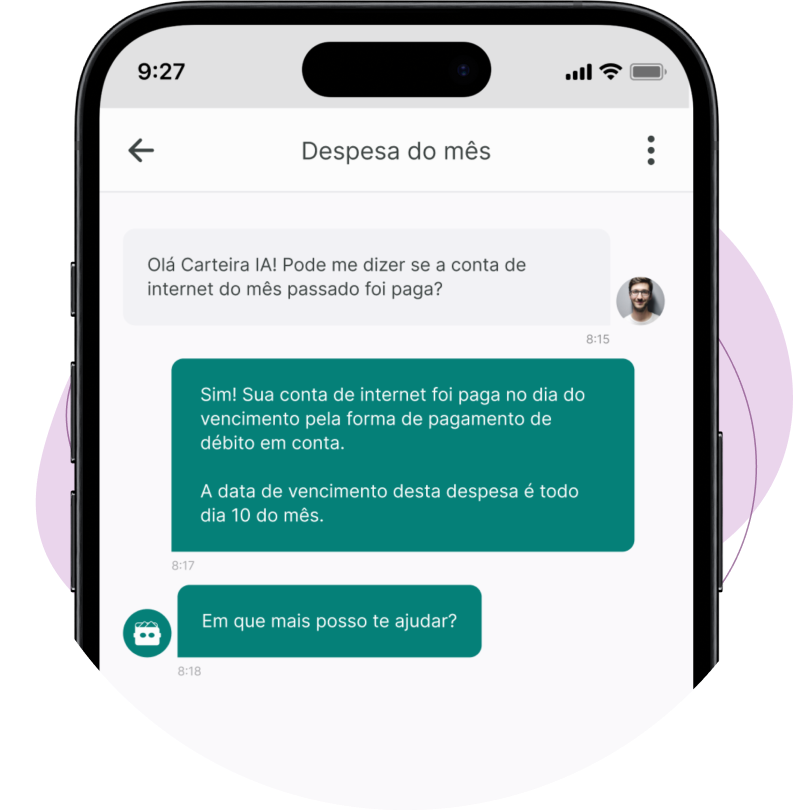 9:27
Despesa do mês
Olá Carteira IA! Pode me dizer se a conta de
internet do mês passado foi paga?
8:15
Sim! Sua conta de internet foi paga no dia do
vencimento pela forma de pagamento de
débito em conta.
A data de vencimento desta despesa é todo
dia 10 do mês.
8:17
Em que mais posso te ajudar?
8:18